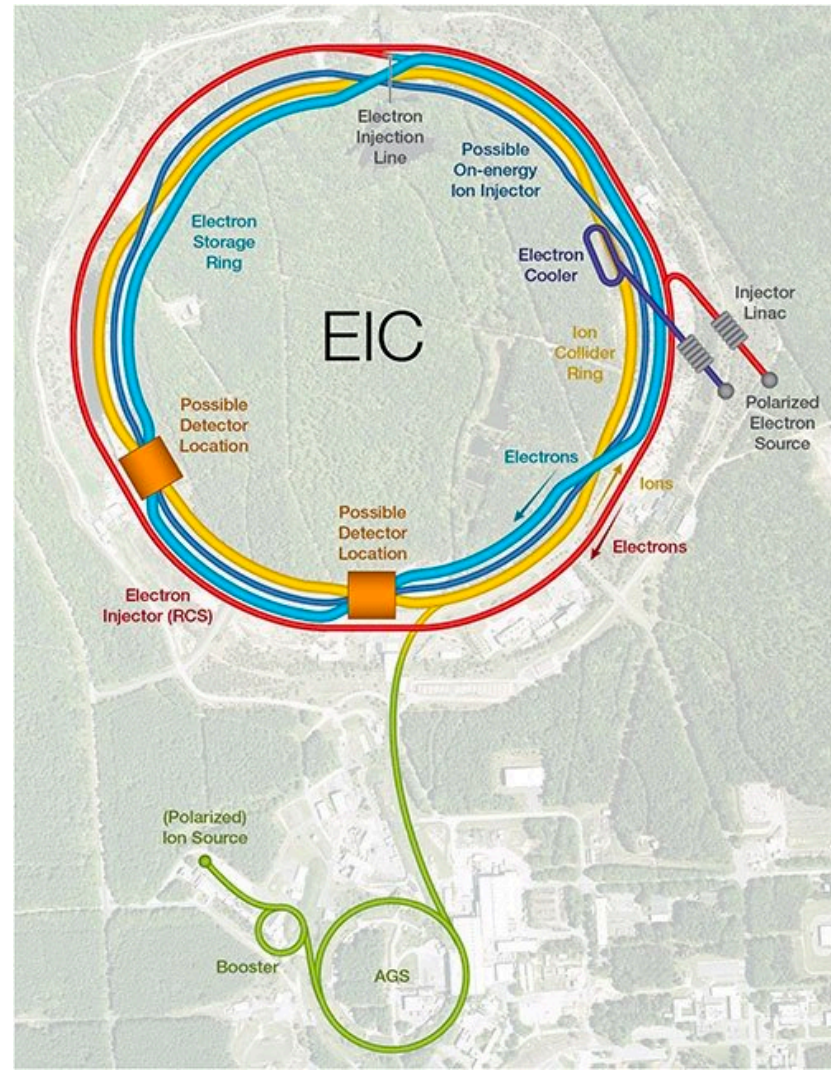 Electron
Injection
Line
Possible
On-energy
Ion Injector
Electron
Storage
Ring
Electron
Cooler
Injector
Linac
EIC
Ion
Collider
Ring
Polarized
Electron
Source
Possible
Detector
Location
Electrons
Ions
Possible
Detector
Location
Electrons
Electron
Injector (RCS)
(Polarized)
Ion Source
Booster
AGS